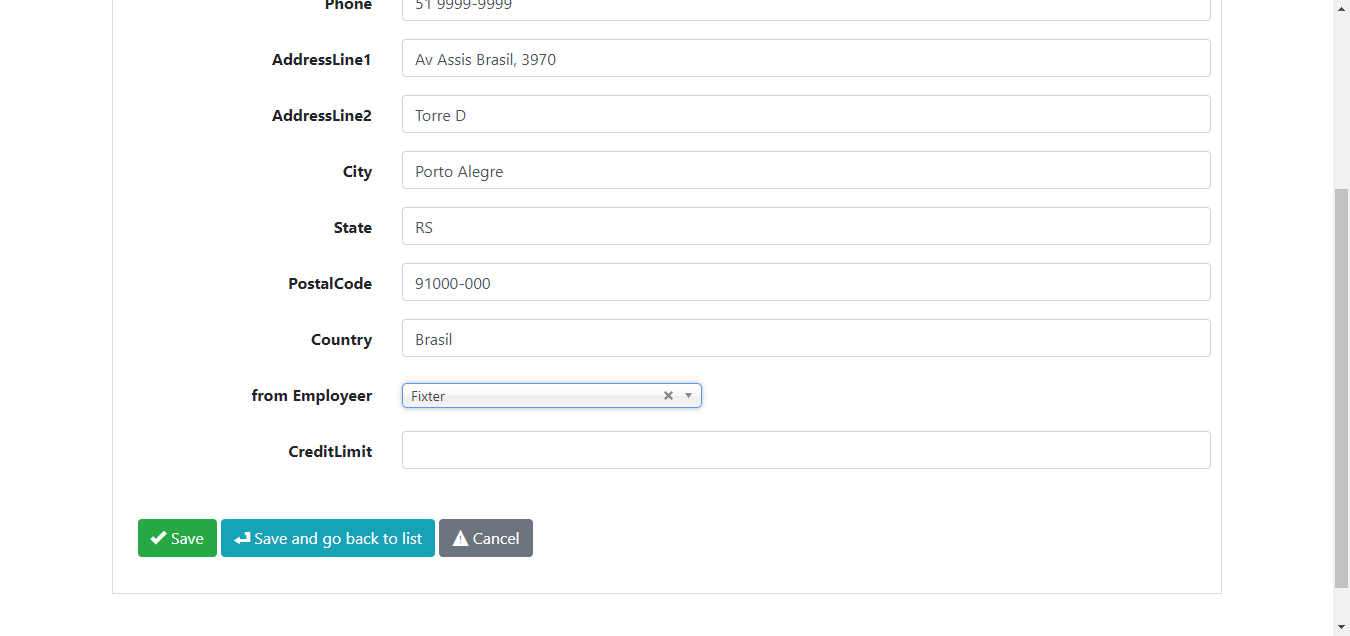 Phone 51 9999-9999
AddressLine1 Av Assis Brasil, 3970
AddressLine2 Torre D
City Porto Alegre
State RS
PostalCode 91000-000
Country Brasil
from Employeer Fixter
CreditLimit
Save Save and go back to list Cancel